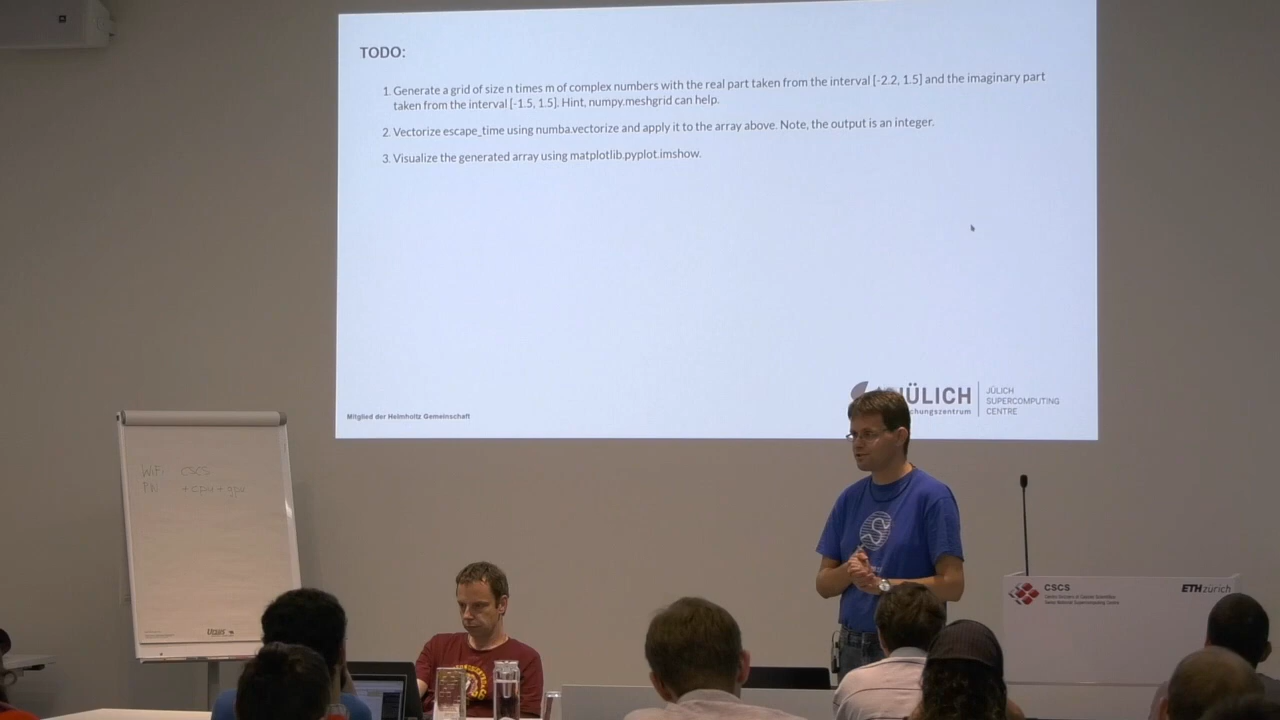 TODO:
1. Generate a grid of size n times m of complex numbers with the real part taken from the interval [-2.2, 1.5] and the imaginary part
taken from the interval [-1.5, 1.5]. Hint, numpy.meshgrid can help.
2. Vectorize escape_time using numba.vectorize and apply it to the array above. Note, the output is an integer.
3. Visualize the generated array using matplotlib.pyplot.imshow.
Mitglied der Helmholtz Gemeinschaft
JÜLICH
chungszentrum
JÜLICH
SUPERCOMPUTING
CENTRE
WiFi CSCS
+ cpu + gpu
S
CSCS
ETH zürich